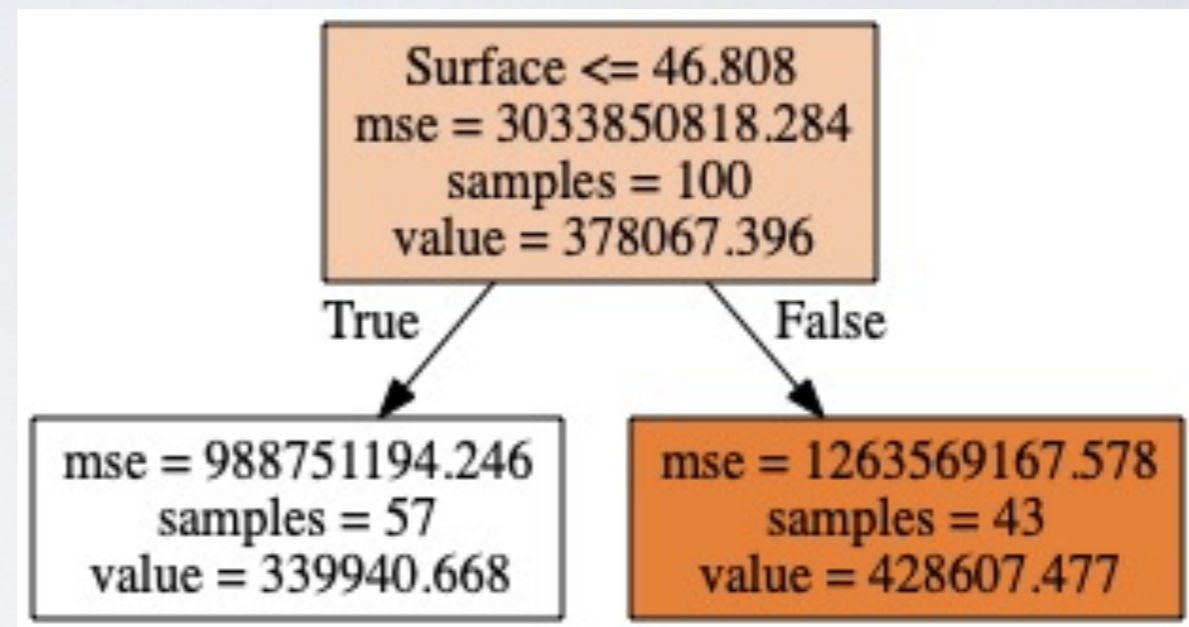 Surface <= 46.808
mse = 3033850818.284
samples = 100
value = 378067.396
True
False
mse = 988751194.246
samples = 57
value = 339940.668
mse = 1263569167.578
samples = 43
value = 428607.477